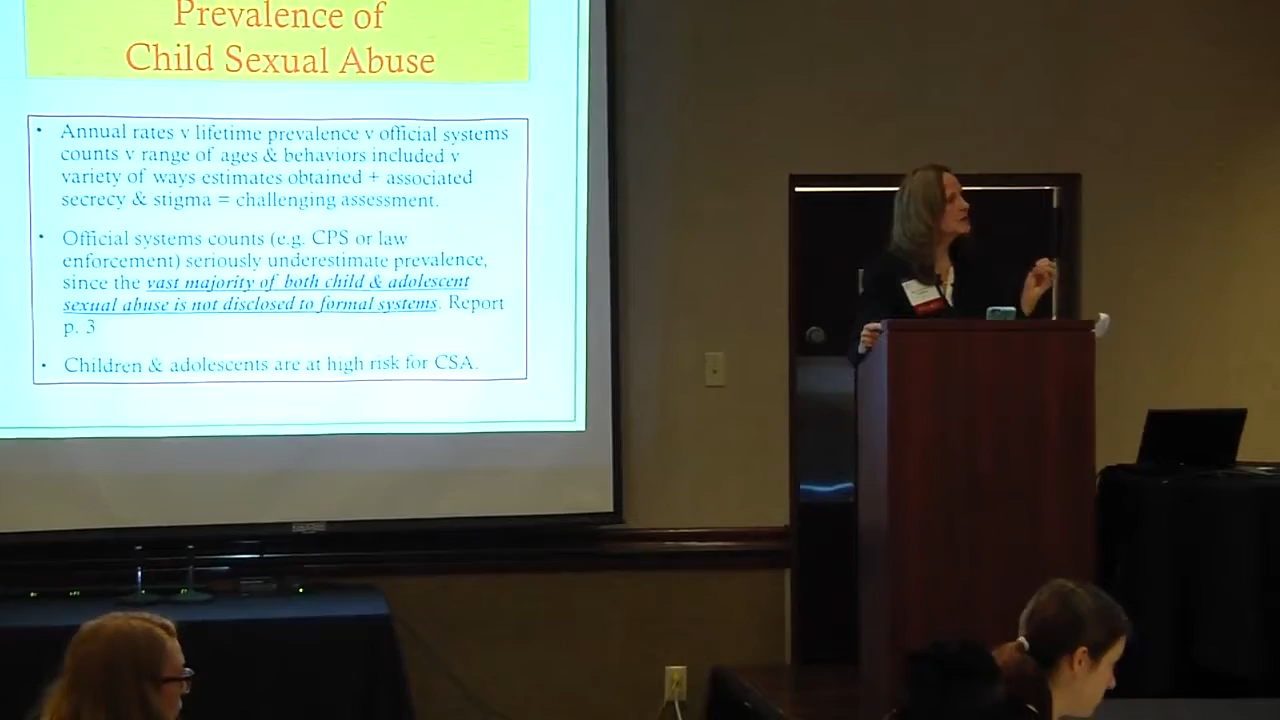 Prevalence of
Child Sexual Abuse
• Annual rates v lifetime prevalence v official systems
counts v range of ages & behaviors included v
variety of ways estimates obtained + associated
secrecy & stigma = challenging assessment.
• Official systems counts (e.g. CPS or law
enforcement) seriously underestimate prevalence,
since the vast majority of both child & adolescent
sexual abuse is not disclosed to formal systems. Report
p. 3
• Children & adolescents are at high risk for CSA.